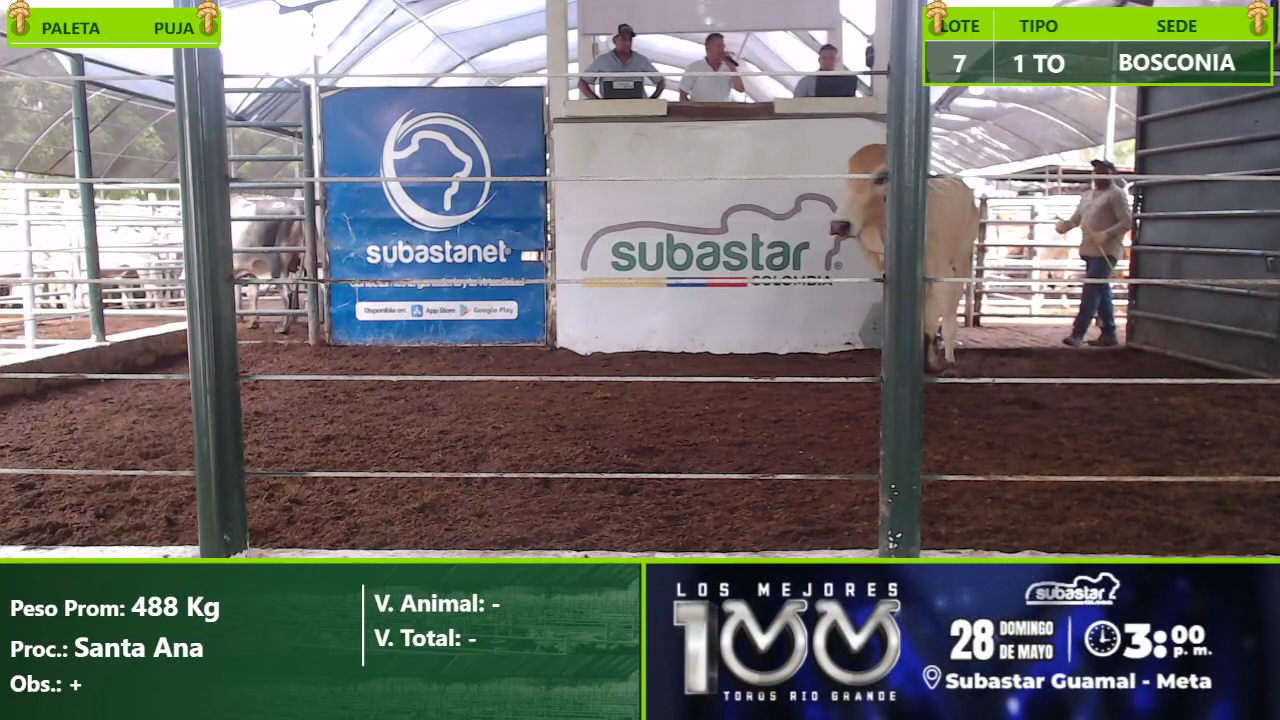 PALETA PUJA
LOTE TIPO SEDE
7 1 TO BOSCONIA
subastanet
Disponible en: App Store Google Play
subastar
COLOMBIA
Peso Prom: 488 Kg
Proc.: Santa Ana
Obs.: +
V. Animal: -
V. Total: -
LOS MEJORES
100
TOROS RIO GRANDE
subastar
28 DOMINGO DE MAYO
3:00 p. m.
Subastar Guamal - Meta